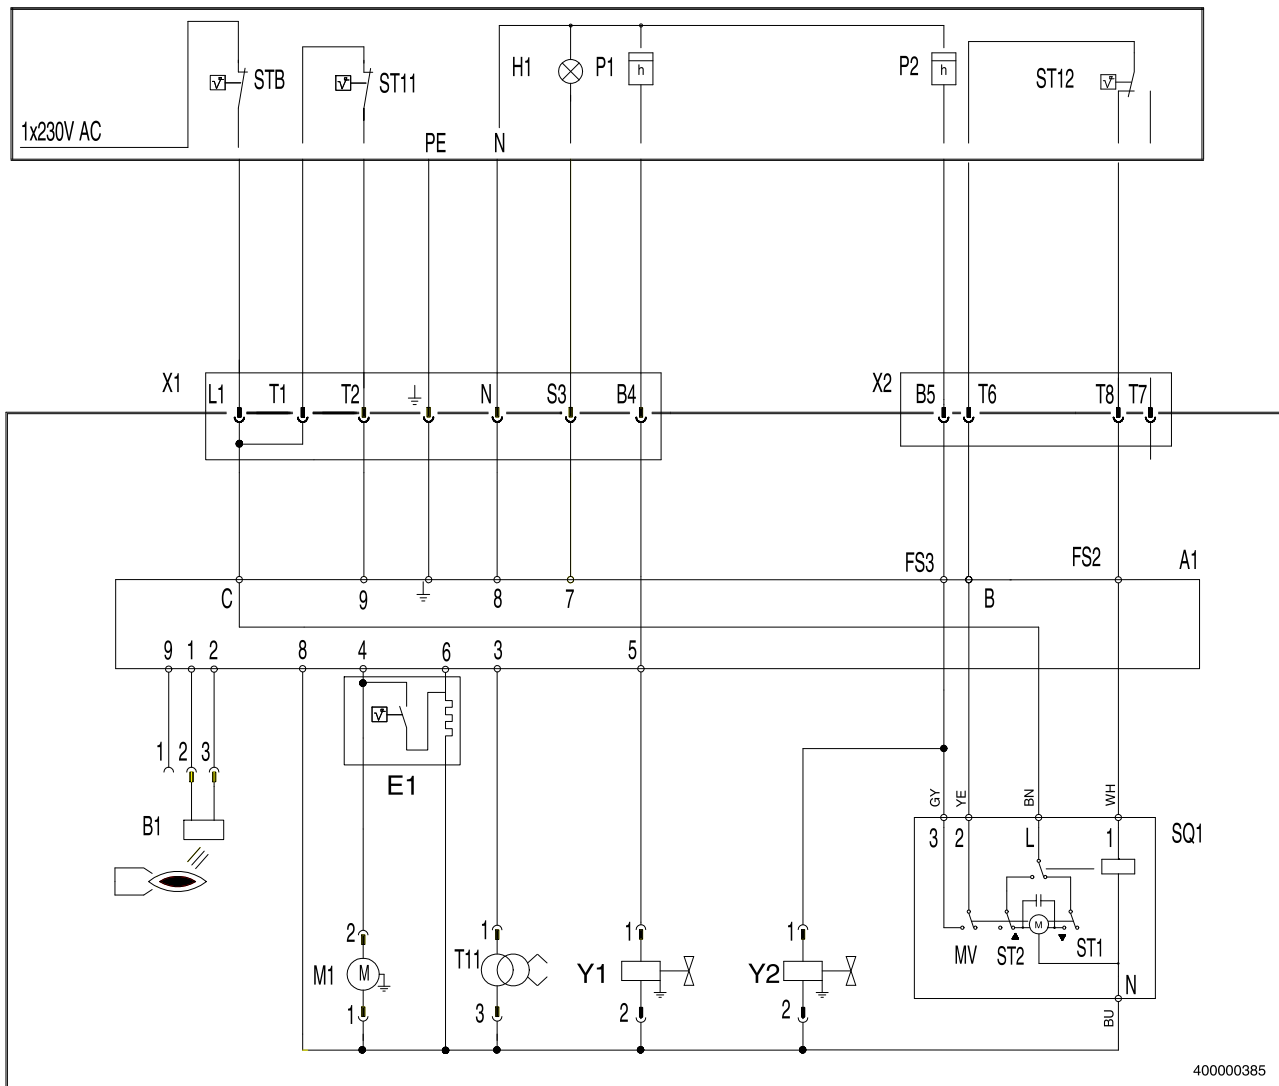 STB
ST11
H1
P1
h
P2
h
ST12
1x230V AC
PE
N
X1
L1
T1
T2
N
S3
B4
X2
B5
T6
T8
T7
FS3
FS2
A1
C
9
8
7
B
9
1
2
8
4
6
3
5
1
2
3
E1
B1
GY
YE
BN
WH
3
2
L
1
SQ1
M
MV
ST2
ST1
N
BU
2
M1
M
1
1
T11
3
1
Y1
2
1
Y2
2
400000385